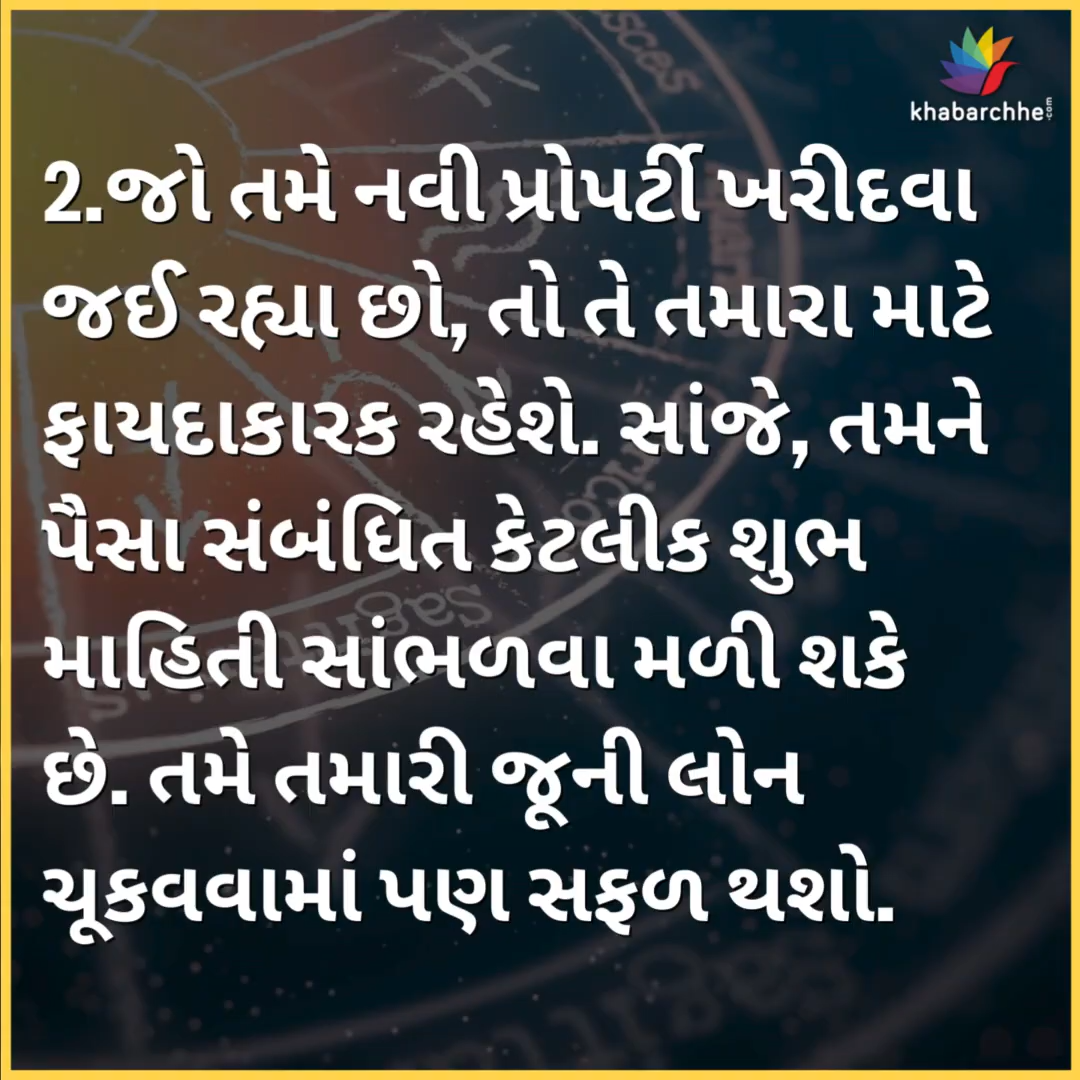 khabarchhe.com
2.જો તમે નવી પ્રોપર્ટી ખરીદવા
જઈ રહ્યા છો, તો તે તમારા માટે
ફાયદાકારક રહેશે. સાંજે, તમને
પૈસા સંબંધિત કેટલીક શુભ
માહિતી સાંભળવા મળી શકે
છે. તમે તમારી જૂની લોન
ચૂકવવામાં પણ સફળ થશો.